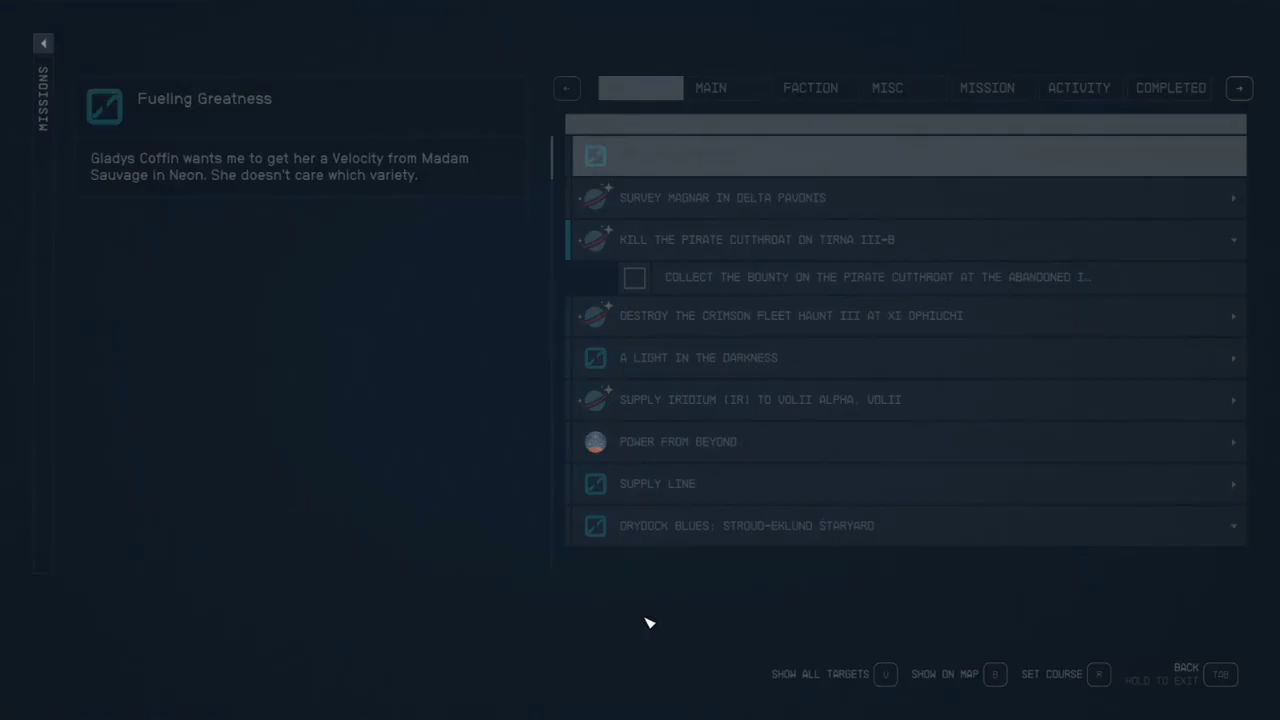 MISSIONS
Fueling Greatness
Gladys Coffin wants me to get her a Velocity from Madam
Sauvage in Neon. She doesn't care which variety.
MAIN
FACTION
MISC
MISSION
ACTIVITY
COMPLETED
SURVEY MAGNAR IN DELTA PAVONIS
KILL THE PIRATE CUTTHROAT ON TIRNA III-B
COLLECT THE BOUNTY ON THE PIRATE CUTTHROAT AT THE ABANDONED I...
DESTROY THE CRIMSON FLEET HAUNT III AT XI OPHIUCHI
A LIGHT IN THE DARKNESS
SUPPLY IRIDIUM (IR) TO VOLII ALPHA, VOLII
POWER FROM BEYOND
SUPPLY LINE
DRYDOCK BLUES: STROUD-EKLUND STARYARD
SHOW ALL TARGETS V SHOW ON MAP B SET COURSE R BACK TAB
HOLD TO EXIT